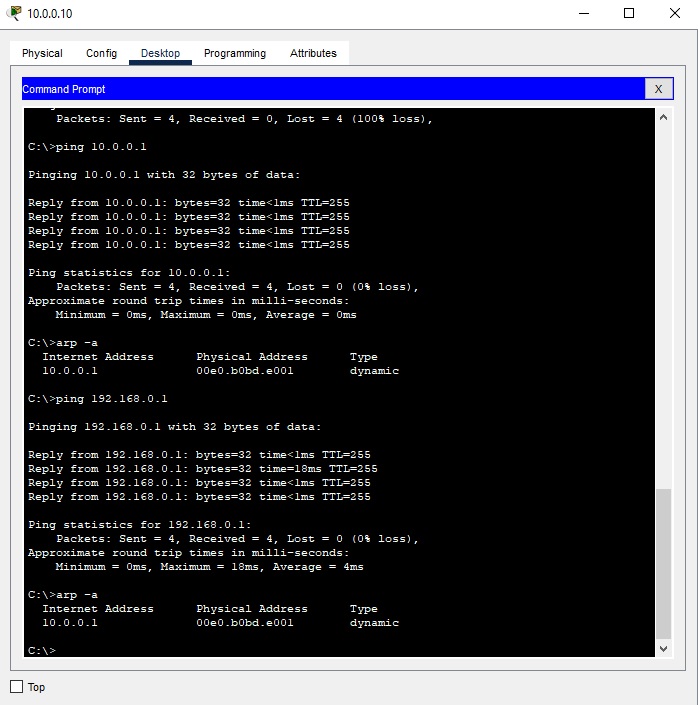 10.0.0.10
Physical Config Desktop Programming Attributes
Command Prompt
X
Packets: Sent = 4, Received = 0, Lost = 4 (100% loss),
C:\>ping 10.0.0.1
Pinging 10.0.0.1 with 32 bytes of data:
Reply from 10.0.0.1: bytes=32 time<1ms TTL=255
Reply from 10.0.0.1: bytes=32 time<1ms TTL=255
Reply from 10.0.0.1: bytes=32 time<1ms TTL=255
Reply from 10.0.0.1: bytes=32 time<1ms TTL=255
Ping statistics for 10.0.0.1:
Packets: Sent = 4, Received = 4, Lost = 0 (0% loss),
Approximate round trip times in milli-seconds:
Minimum = 0ms, Maximum = 0ms, Average = 0ms
C:\>arp -a
Internet Address Physical Address Type
10.0.0.1 00e0.b0bd.e001 dynamic
C:\>ping 192.168.0.1
Pinging 192.168.0.1 with 32 bytes of data:
Reply from 192.168.0.1: bytes=32 time<1ms TTL=255
Reply from 192.168.0.1: bytes=32 time=18ms TTL=255
Reply from 192.168.0.1: bytes=32 time<1ms TTL=255
Reply from 192.168.0.1: bytes=32 time<1ms TTL=255
Ping statistics for 192.168.0.1:
Packets: Sent = 4, Received = 4, Lost = 0 (0% loss),
Approximate round trip times in milli-seconds:
Minimum = 0ms, Maximum = 18ms, Average = 4ms
C:\>arp -a
Internet Address Physical Address Type
10.0.0.1 00e0.b0bd.e001 dynamic
C:\>
Top